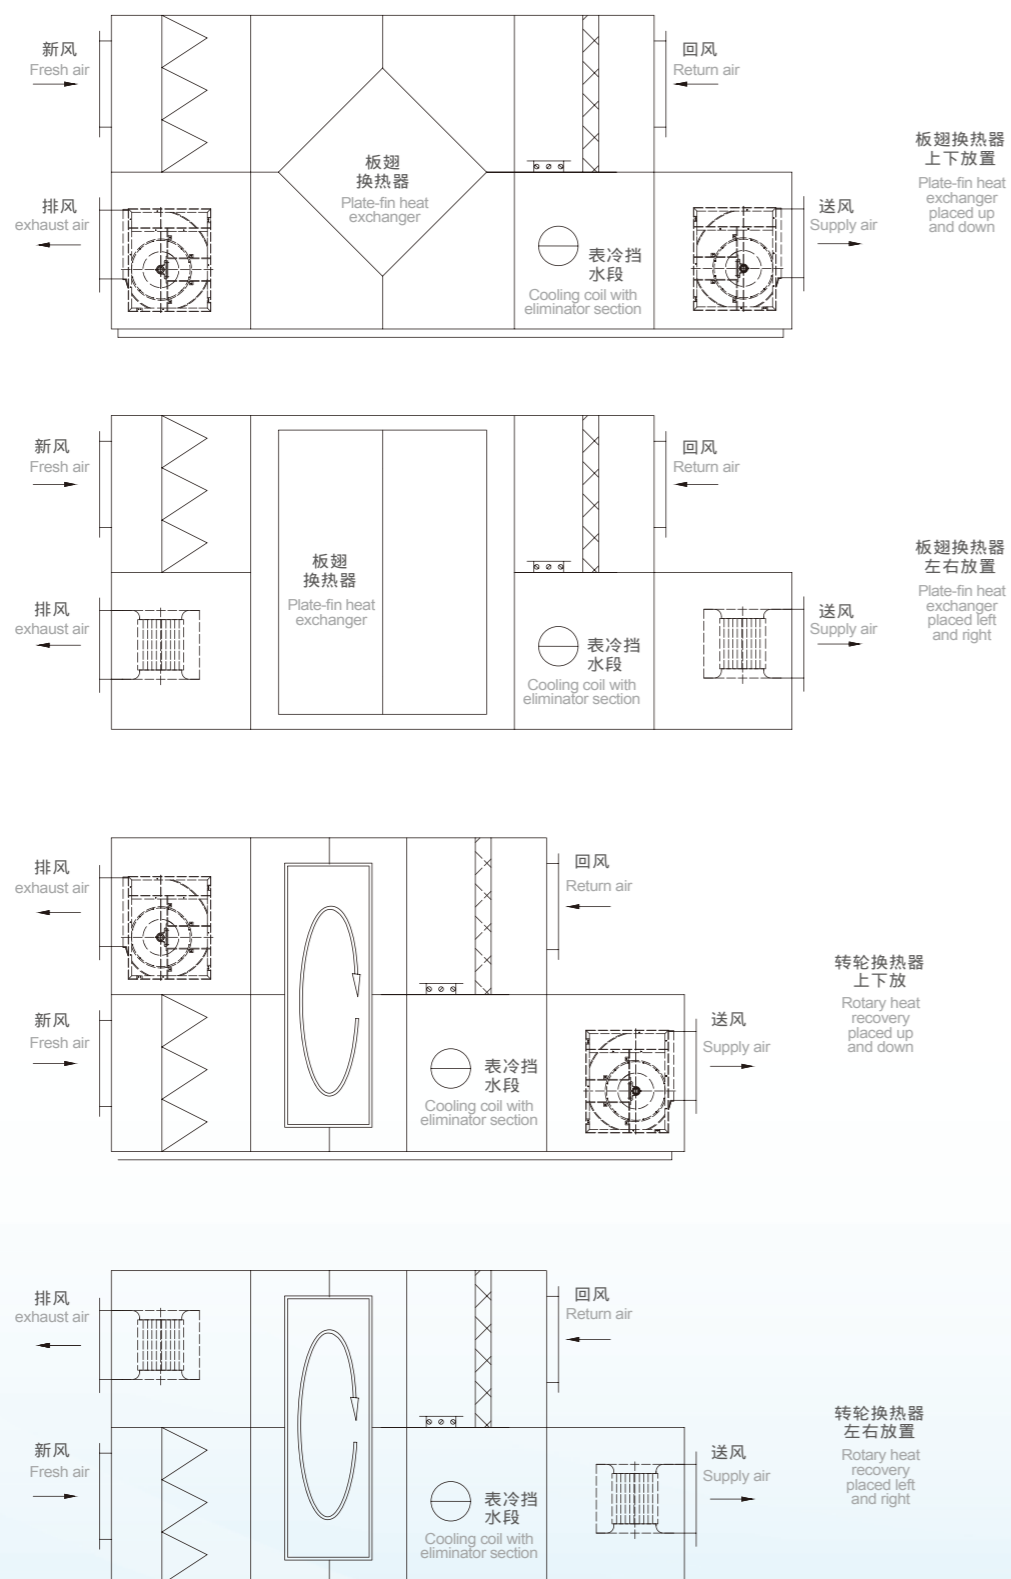 新风
Fresh air
回风
Return air
板翅
换热器
Plate-fin heat
exchanger
排风
exhaust air
送风
Supply air
表冷挡
水段
Cooling coil with
eliminator section
板翅换热器
上下放置
Plate-fin heat
exchanger
placed up
and down
新风
Fresh air
回风
Return air
板翅
换热器
Plate-fin heat
exchanger
排风
exhaust air
送风
Supply air
表冷挡
水段
Cooling coil with
eliminator section
板翅换热器
左右放置
Plate-fin heat
exchanger
placed left
and right
排风
exhaust air
回风
Return air
新风
Fresh air
送风
Supply air
表冷挡
水段
Cooling coil with
eliminator section
转轮换热器
上下放
Rotary heat
recovery
placed up
and down
排风
exhaust air
回风
Return air
新风
Fresh air
送风
Supply air
表冷挡
水段
Cooling coil with
eliminator section
转轮换热器
左右放置
Rotary heat
recovery
placed left
and right